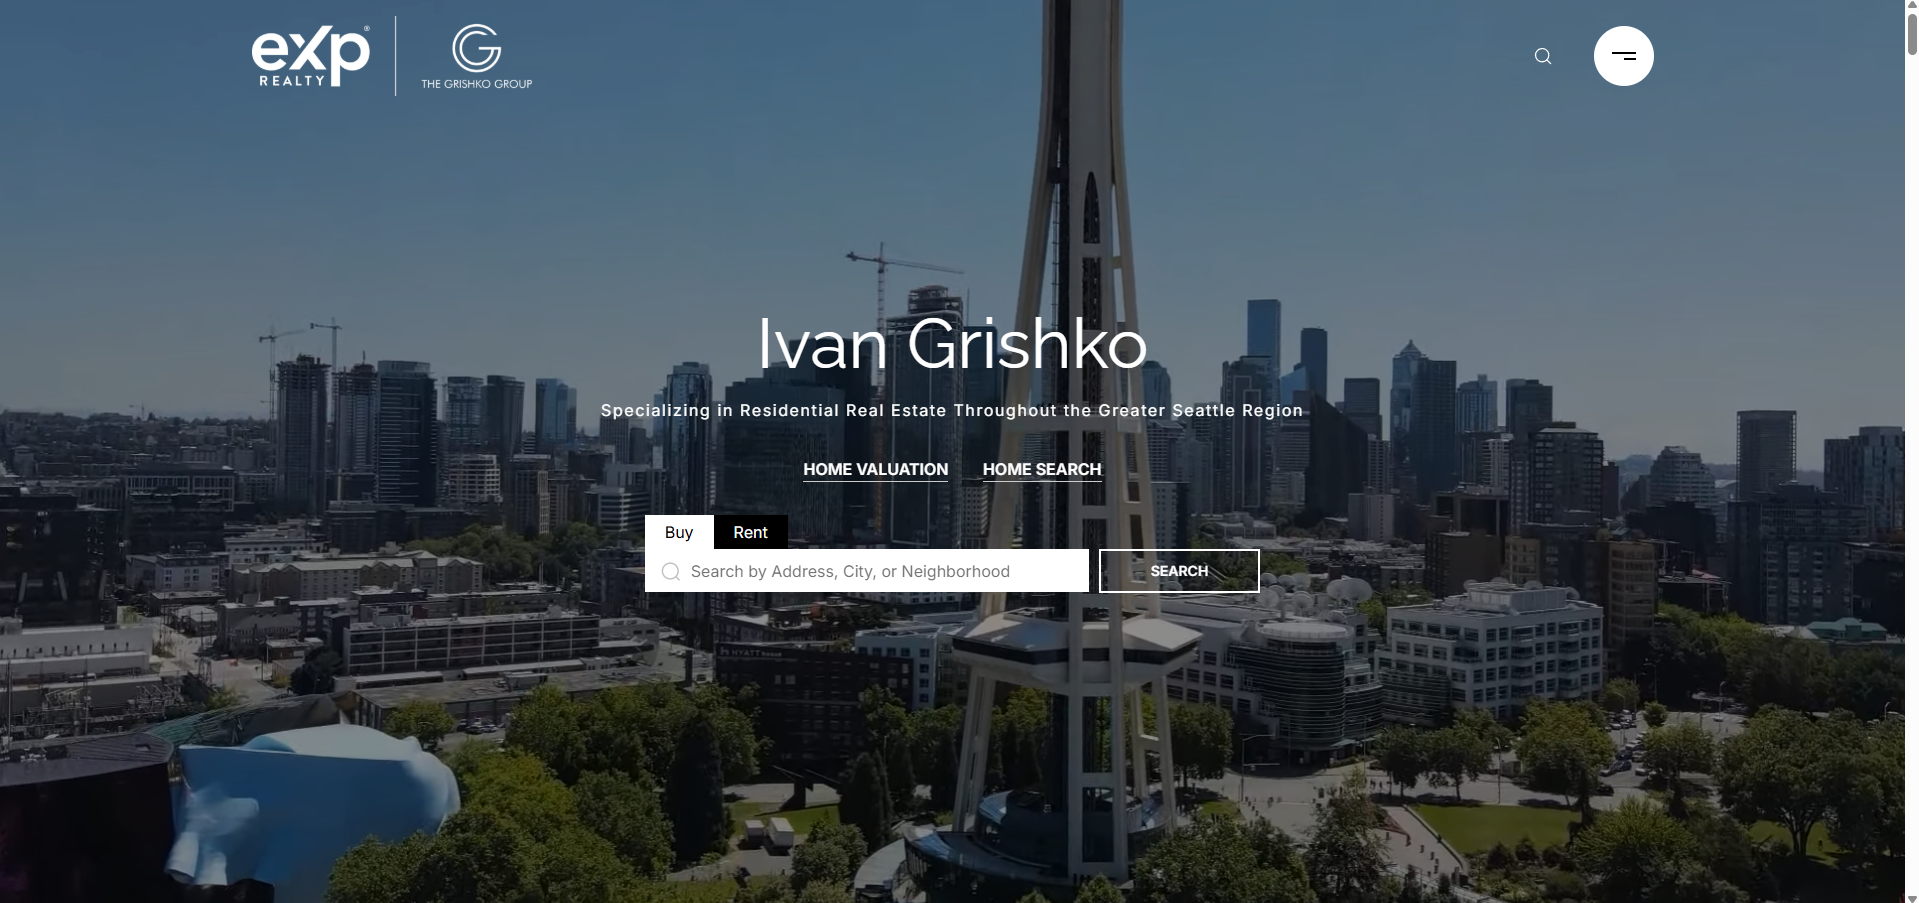 eXp®
REALTY
THE GRISHKO GROUP
Ivan Grishko
Specializing in Residential Real Estate Throughout the Greater Seattle Region
HOME VALUATION HOME SEARCH
Buy Rent
Search by Address, City, or Neighborhood
SEARCH
HYATT